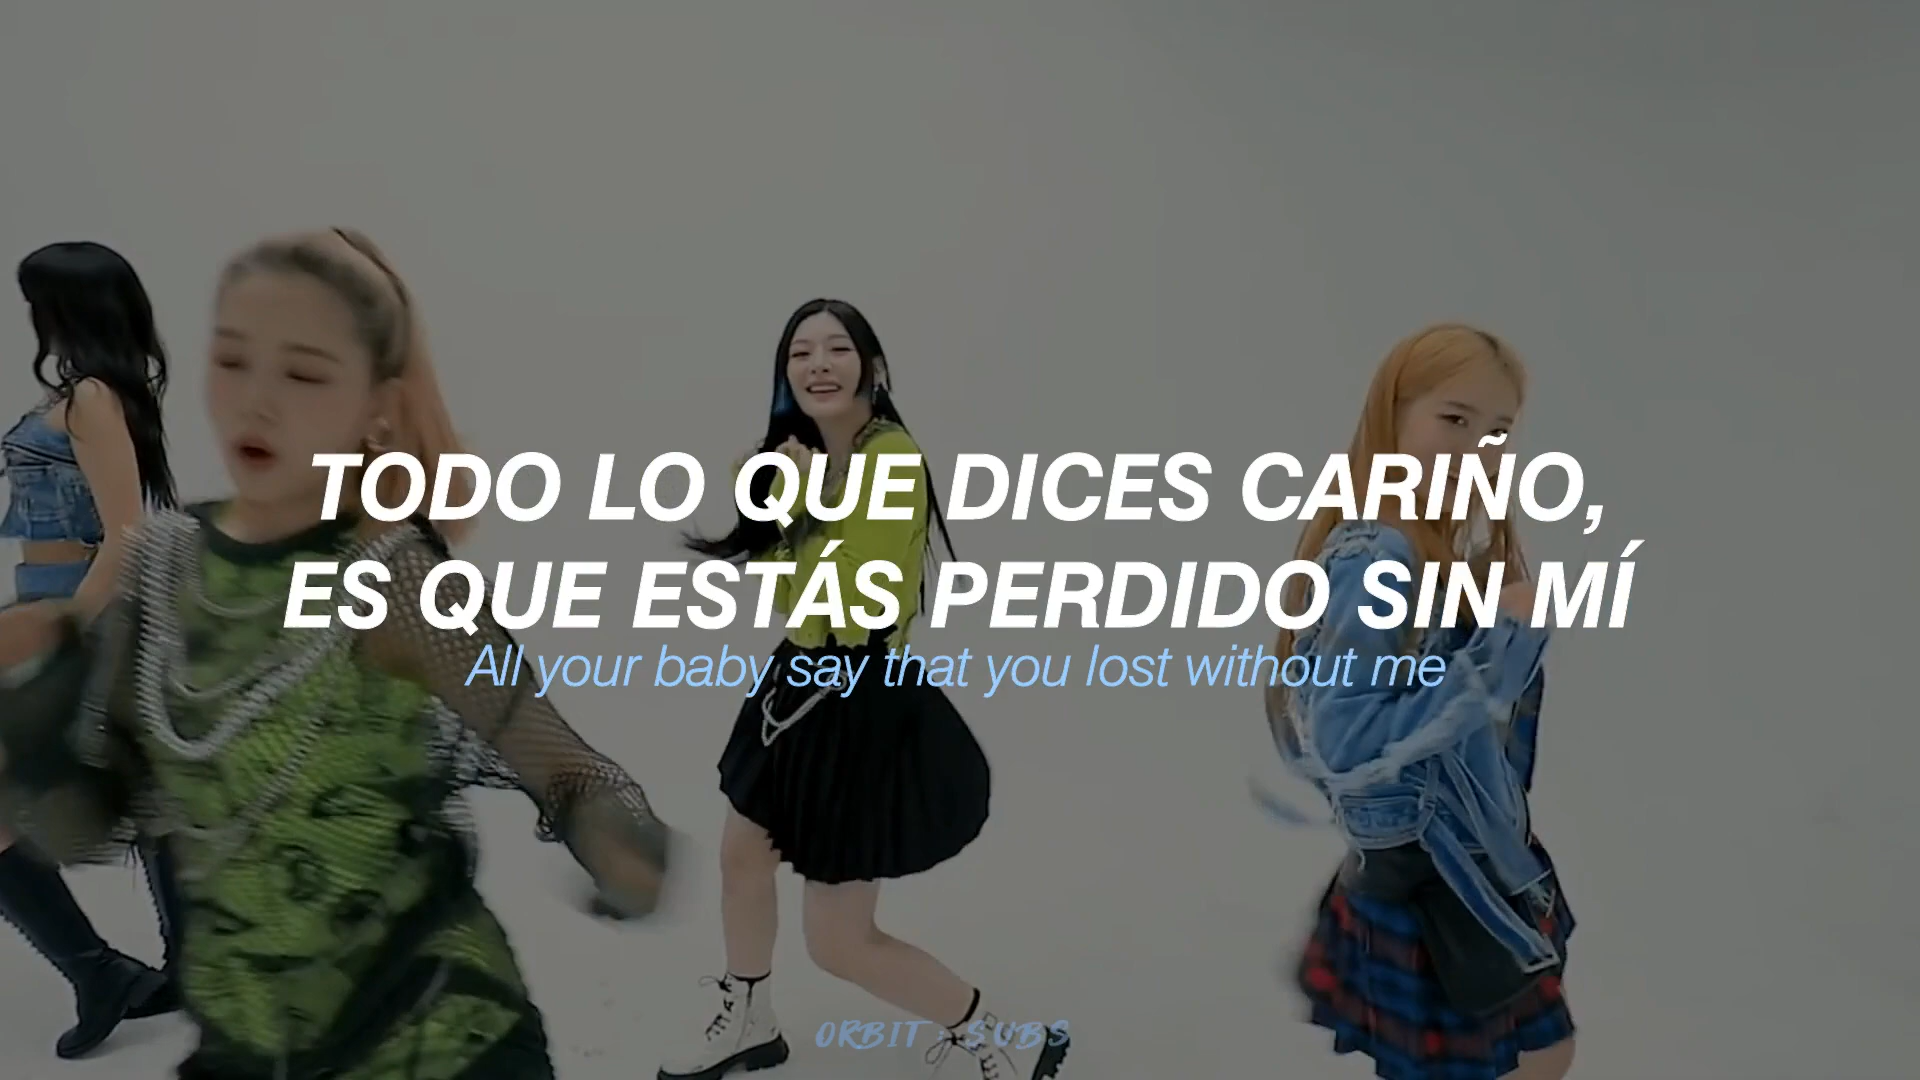 TODO LO QUE DICES CARIÑO,
ES QUE ESTÁS PERDIDO SIN MÍ
All your baby say that you lost without me
ORBIT SUBS